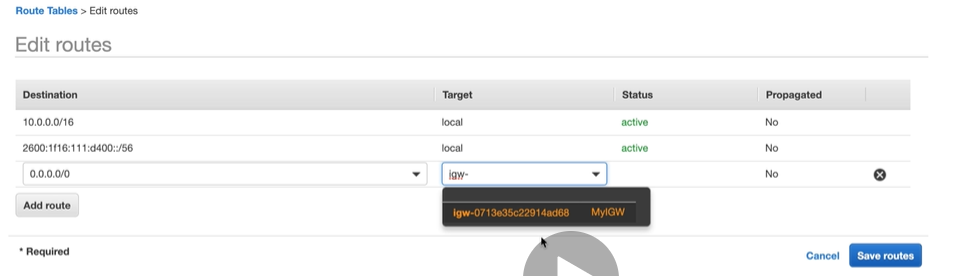 Route Tables > Edit routes
Edit routes
Destination Target Status Propagated
10.0.0.0/16 local active No
2600:1f16:111:d400::/56 local active No
0.0.0.0/0 igw- No
Add route
igw-0713e35c22914ad68 MyIGW
* Required
Cancel Save routes